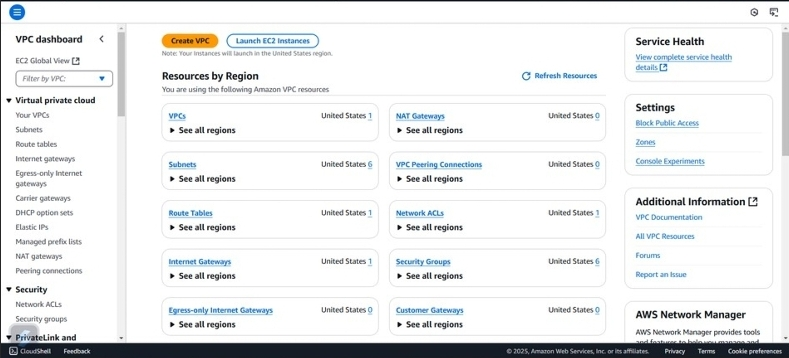 VPC dashboard
EC2 Global View
Filter by VPC:
Virtual private cloud
Your VPCs
Subnets
Route tables
Internet gateways
Egress-only Internet
gateways
Carrier gateways
DHCP option sets
Elastic IPs
Managed prefix lists
NAT gateways
Peering connections
Security
Network ACLs
Security groups
PrivateLink and
Create VPC
Launch EC2 Instances
Note: Your Instances will launch in the United States region.
Resources by Region
Refresh Resources
You are using the following Amazon VPC resources
VPCs United States 1
See all regions
NAT Gateways United States 0
See all regions
Subnets United States 6
See all regions
VPC Peering Connections United States 0
See all regions
Route Tables United States 1
See all regions
Network ACLs United States 1
See all regions
Internet Gateways United States 1
See all regions
Security Groups United States 6
See all regions
Egress-only Internet Gateways United States 0
See all regions
Customer Gateways United States 0
See all regions
Service Health
View complete service health
details
Settings
Block Public Access
Zones
Console Experiments
Additional Information
VPC Documentation
All VPC Resources
Forums
Report an Issue
AWS Network Manager
AWS Network Manager provides tools
CloudShell Feedback
© 2025, Amazon Web Services, Inc. or its affiliates. Privacy Terms Cookie preferences